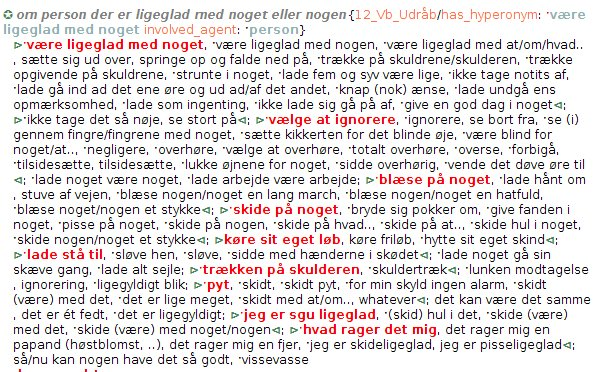 ✪ om person der er ligeglad med noget eller nogen {12_Vb_Udråb/has_hyperonym: ·være
ligeglad med noget involved_agent: ·person}
⊳·være ligeglad med noget, ·være ligeglad med nogen, ·være ligeglad med at/om/hvad..
, sætte sig ud over, springe op og falde ned på, ·trække på skuldrene/skulderen, ·trække
opgivende på skuldrene, ·strunte i noget, ·lade fem og syv være lige, ·ikke tage notits af,
·lade gå ind ad det ene øre og ud ad/af det andet, ·knap (nok) ænse, ·lade undgå ens
opmærksomhed, ·lade som ingenting, ·ikke lade sig gå på af, ·give en god dag i noget⊲;
⊳·ikke tage det så nøje, se stort på⊲; ⊳·vælge at ignorere, ·ignorere, se bort fra, ·se (i)
gennem fingre/fingrene med noget, ·sætte kikkerten for det blinde øje, ·være blind for
noget/at.., ·negligere, ·overhøre, ·vælge at overhøre, ·totalt overhøre, ·overse, ·forbigå,
·tilsidesætte, tilsidesætte, ·lukke øjnene for noget, ·sidde overhørig, ·vende det døve øre til
⊲; ·lade noget være noget, ·lade arbejde være arbejde; ⊳·blæse på noget, ·lade hånt om
, stuve af vejen, ·blæse nogen/noget en lang march, ·blæse nogen/noget en hatfuld,
·blæse noget/nogen et stykke⊲; ⊳·skide på noget, ·bryde sig pokker om, ·give fanden i
noget, ·pisse på noget, ·skide på nogen, ·skide på hvad.., ·skide på at.., ·skide hul i noget,
·skide nogen/noget et stykke⊲; ⊳køre sit eget løb, køre friløb, ·hytte sit eget skind⊲;
⊳·lade stå til, ·sløve hen, ·sløve, ·sidde med hænderne i skødet⊲; ·lade noget gå sin
skæve gang, ·lade alt sejle; ⊳·trækken på skulderen, ·skuldertræk⊲; ·lunken modtagelse
, ignorering, ·ligegyldigt blik; ⊳·pyt, ·skidt, ·skidt pyt, ·for min skyld ingen alarm, ·skidt
(være) med det, ·det er lige meget, ·skidt med at/om.., whatever⊲; det kan være det samme
, det er ét fedt, ·det er ligegyldigt; ⊳·jeg er sgu ligeglad, ·(skid) hul i det, ·skide (være)
med det, ·skide (være) med noget/nogen⊲; ⊳·hvad rager det mig, det rager mig en
papand (høstblomst, ..), det rager mig en fjer, ·jeg er skideligeglad, jeg er pisseligeglad⊲;
så/nu kan nogen have det så godt, ·vissevasse